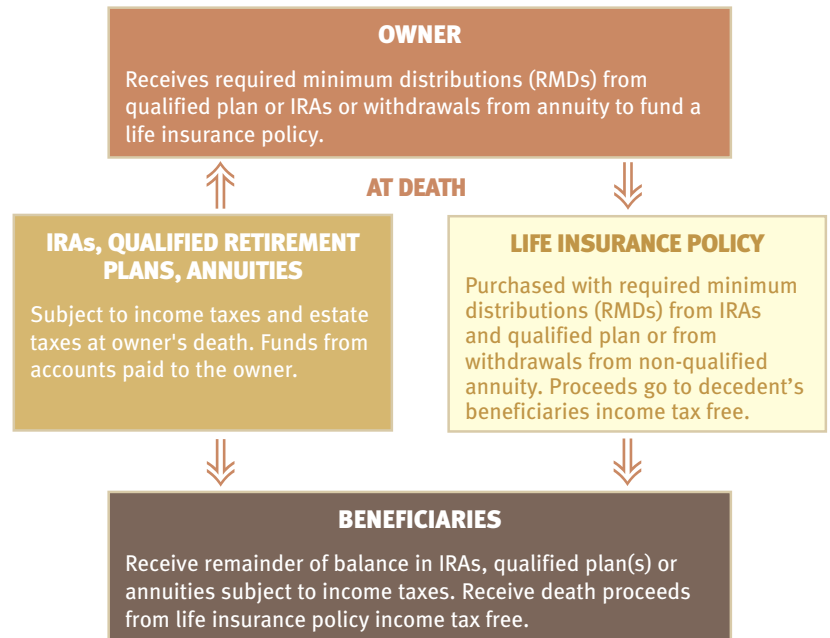 OWNER
Receives required minimum distributions (RMDs) from
qualified plan or IRAs or withdrawals from annuity to fund a
life insurance policy.
AT DEATH
IRAs, QUALIFIED RETIREMENT
PLANS, ANNUITIES
Subject to income taxes and estate
taxes at owner's death. Funds from
accounts paid to the owner.
LIFE INSURANCE POLICY
Purchased with required minimum
distributions (RMDs) from IRAs
and qualified plan or from
withdrawals from non-qualified
annuity. Proceeds go to decedent’s
beneficiaries income tax free.
BENEFICIARIES
Receive remainder of balance in IRAs, qualified plan(s) or
annuities subject to income taxes. Receive death proceeds
from life insurance policy income tax free.